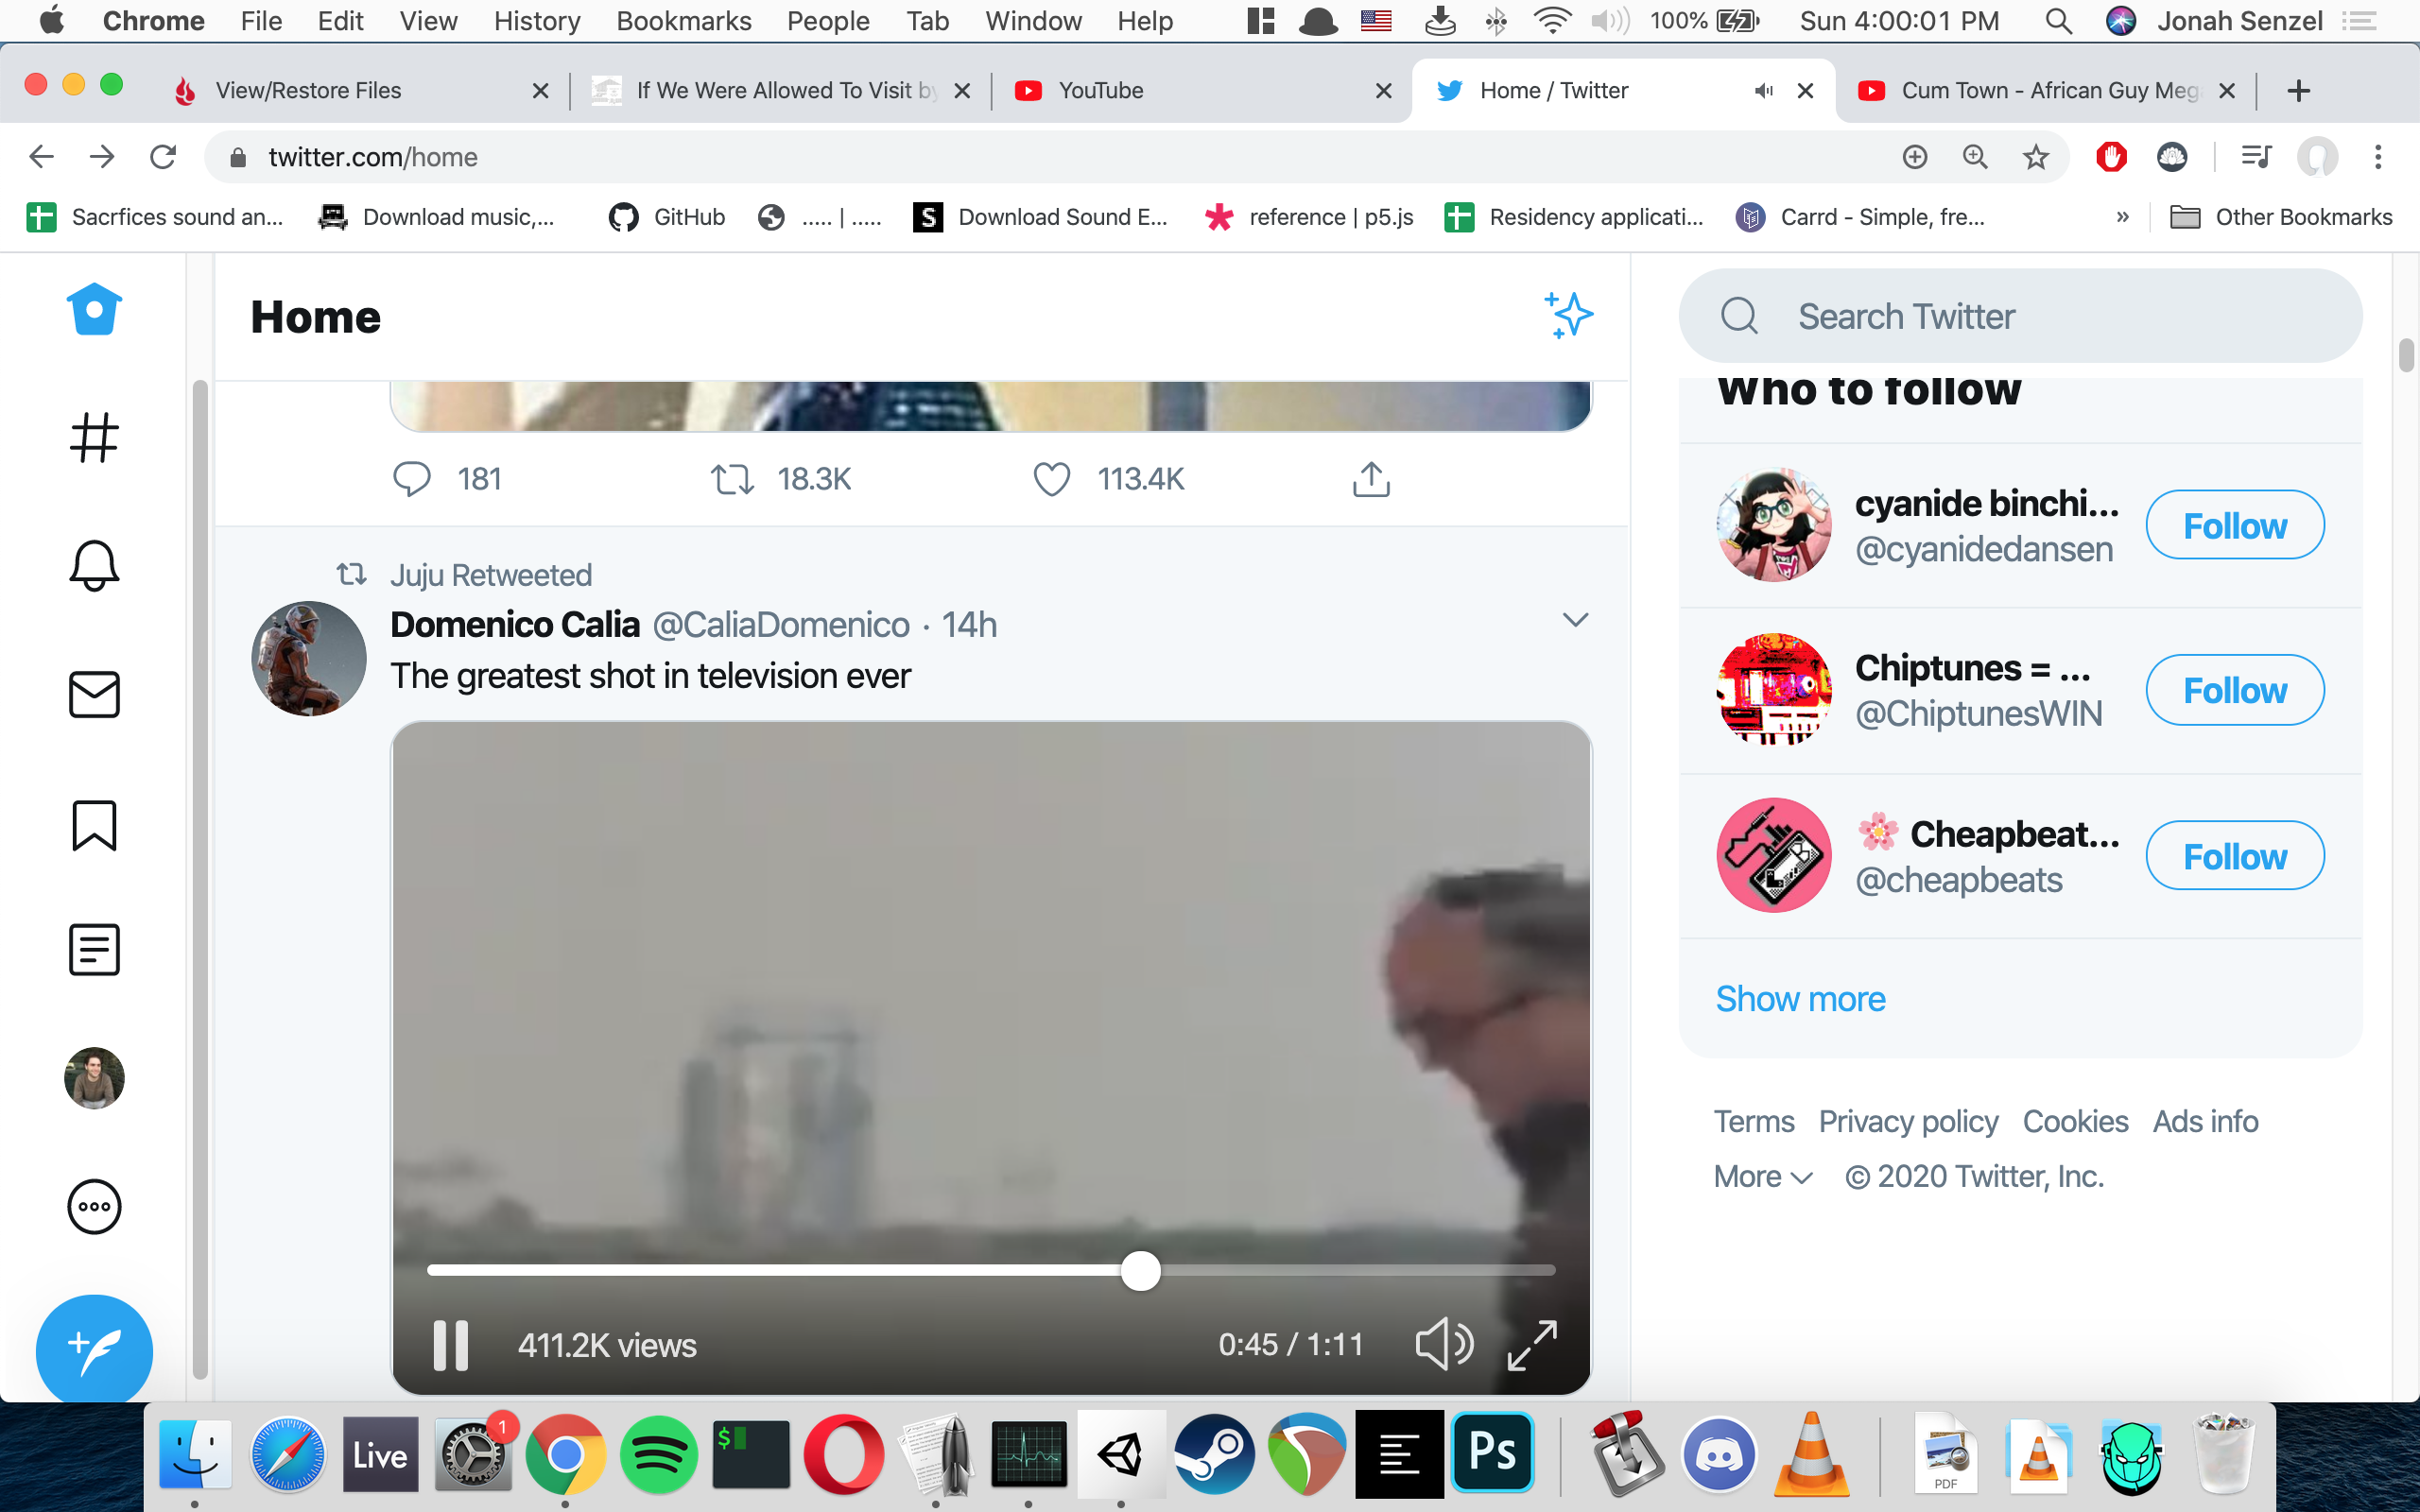 Chrome File Edit View History Bookmarks People Tab Window Help 100% Sun 4:00:01 PM Jonah Senzel
View/Restore Files If We Were Allowed To Visit by YouTube Home / Twitter Cum Town - African Guy Meg
twitter.com/home
Sacrfices sound an... Download music,... GitHub ..... | ..... S Download Sound E... reference | p5.js Residency applicati... Carrd - Simple, fre... » Other Bookmarks
Home
Search Twitter
Who to follow
181 18.3K 113.4K
cyanide binchi...
@cyanidedansen
Follow
Juju Retweeted
Domenico Calia @CaliaDomenico · 14h
The greatest shot in television ever
Chiptunes = ...
@ChiptunesWIN
Follow
🌸 Cheapbeat...
@cheapbeats
Follow
Show more
Terms Privacy policy Cookies Ads info
More © 2020 Twitter, Inc.
411.2K views 0:45 / 1:11
Live 1 $ Ps PDF